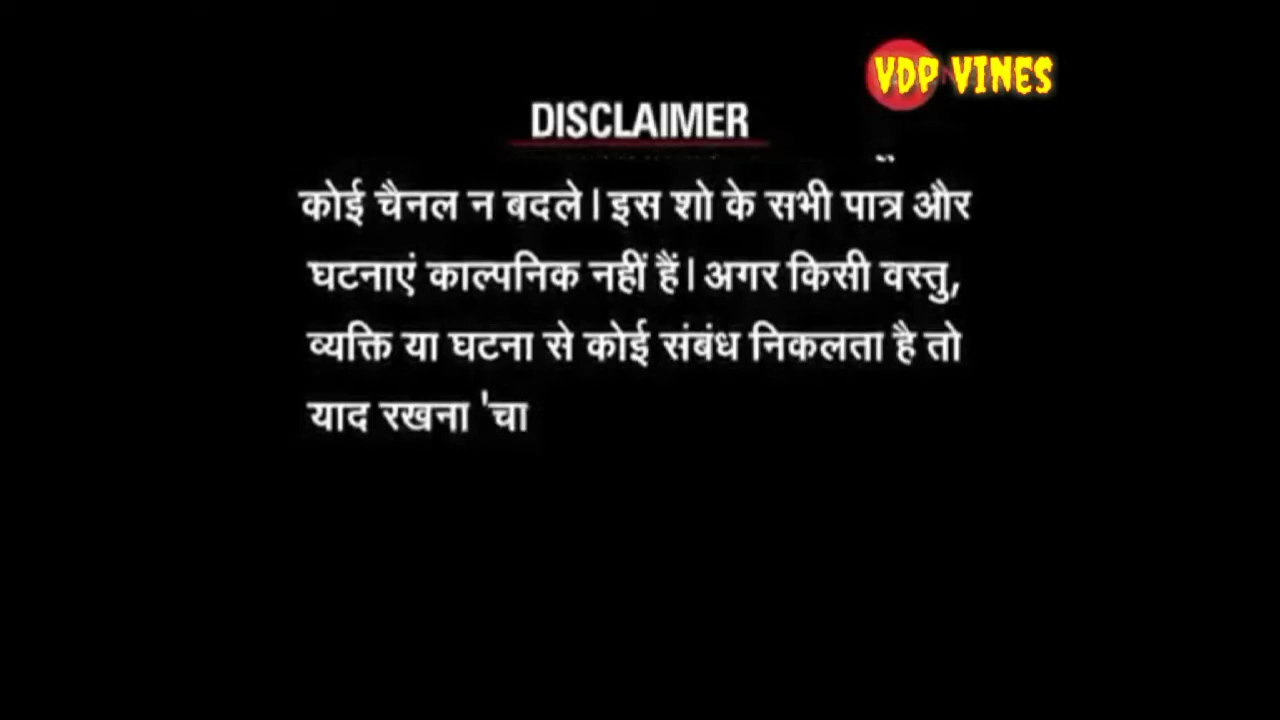 VDP VINES
DISCLAIMER
कोई चैनल न बदले। इस शो के सभी पात्र और
घटनाएं काल्पनिक नहीं हैं। अगर किसी वस्तु,
व्यक्ति या घटना से कोई संबंध निकलता है तो
याद रखना 'चा